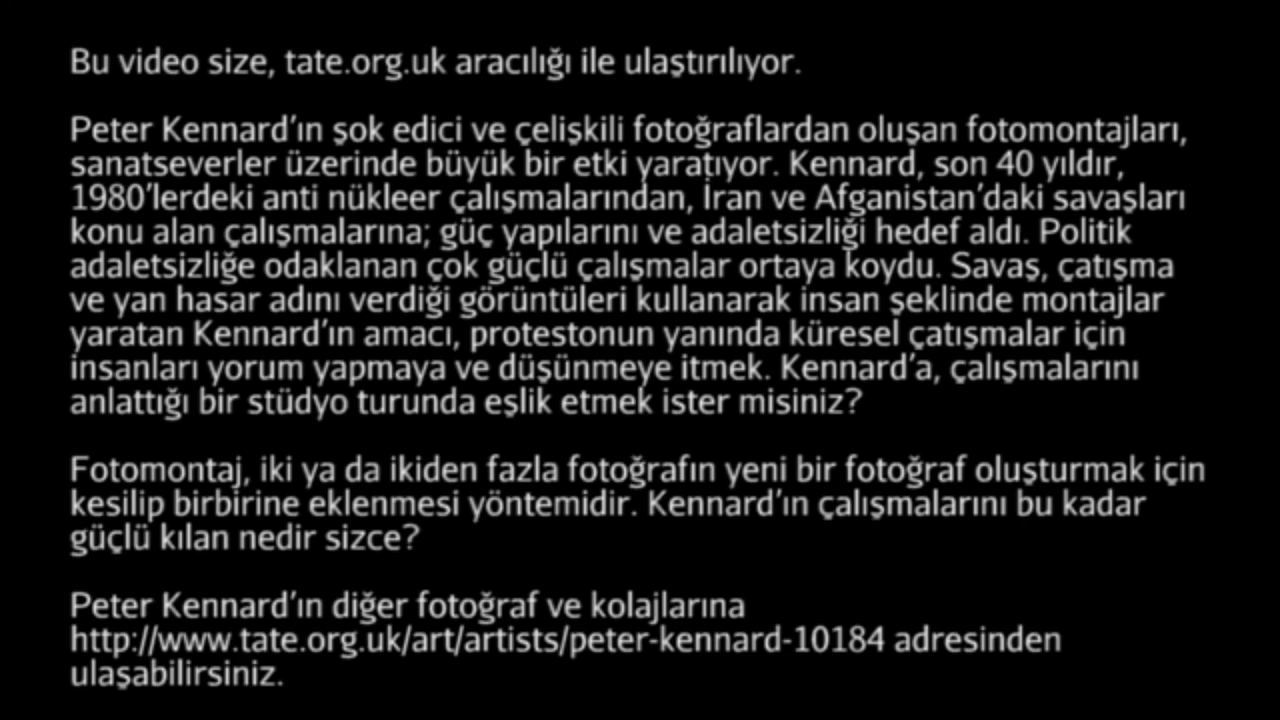 Bu video size, tate.org.uk aracılığı ile ulaştırılıyor.
Peter Kennard’ın şok edici ve çelişkili fotoğraflardan oluşan fotomontajları,
sanatseverler üzerinde büyük bir etki yaratıyor. Kennard, son 40 yıldır,
1980’lerdeki anti nükleer çalışmalarından, İran ve Afganistan’daki savaşları
konu alan çalışmalarına; güç yapılarını ve adaletsizliği hedef aldı. Politik
adaletsizliğe odaklanan çok güçlü çalışmalar ortaya koydu. Savaş, çatışma
ve yan hasar adını verdiği görüntüleri kullanarak insan şeklinde montajlar
yaratan Kennard’ın amacı, protestonun yanında küresel çatışmalar için
insanları yorum yapmaya ve düşünmeye itmek. Kennard’a, çalışmalarını
anlattığı bir stüdyo turunda eşlik etmek ister misiniz?
Fotomontaj, iki ya da ikiden fazla fotoğrafın yeni bir fotoğraf oluşturmak için
kesilip birbirine eklenmesi yöntemidir. Kennard’ın çalışmalarını bu kadar
güçlü kılan nedir sizce?
Peter Kennard’ın diğer fotoğraf ve kolajlarına
http://www.tate.org.uk/art/artists/peter-kennard-10184 adresinden
ulaşabilirsiniz.